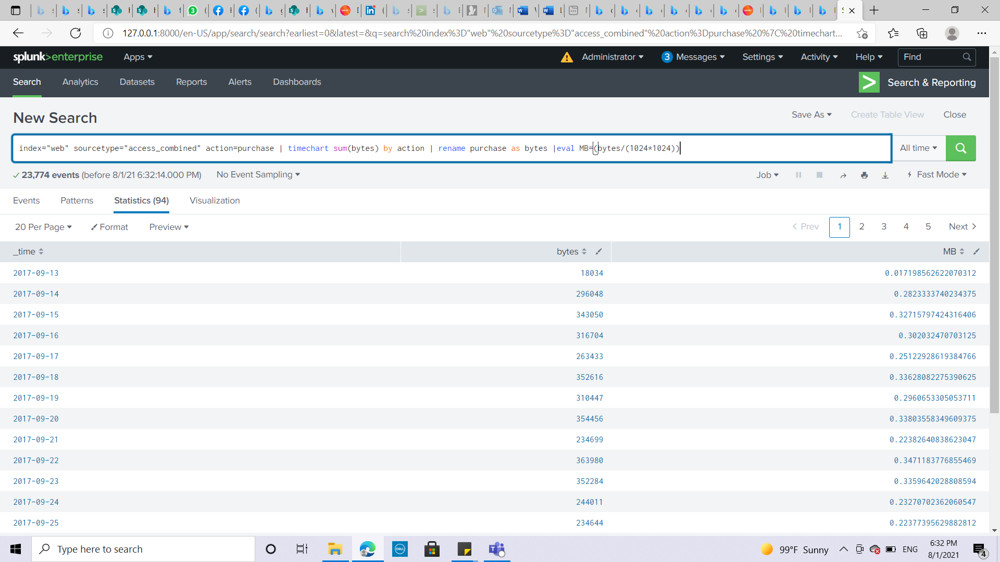 127.0.0.1:8000/en-US/app/search/search?earliest=0&latest=&q=search%20index%3D"web"%20sourcetype%3D"access_combined"%20action%3Dpurchase%20%7C%20timechart...
splunk>enterprise Apps Administrator 3 Messages Settings Activity Help Find
Search Analytics Datasets Reports Alerts Dashboards Search & Reporting
New Search Save As Create Table View Close
index="web" sourcetype="access_combined" action=purchase | timechart sum(bytes) by action | rename purchase as bytes |eval MB=(bytes/(1024*1024)) All time
23,774 events (before 8/1/21 6:32:14.000 PM) No Event Sampling Job Fast Mode
Events Patterns Statistics (94) Visualization
20 Per Page Format Preview Prev 1 2 3 4 5 Next
_time bytes MB
2017-09-13 18034 0.017198562622070312
2017-09-14 296048 0.2823333740234375
2017-09-15 343050 0.32715797424316406
2017-09-16 316704 0.302032470703125
2017-09-17 263433 0.25122928619384766
2017-09-18 352616 0.33628082275390625
2017-09-19 310447 0.2960653305053711
2017-09-20 354456 0.33803558349609375
2017-09-21 234699 0.22382640838623047
2017-09-22 363980 0.3471183776855469
2017-09-23 352284 0.3359642028808594
2017-09-24 244011 0.23270702362060547
2017-09-25 234644 0.22377395629882812
Type here to search DELL 99°F Sunny ENG 6:32 PM
8/1/2021 4